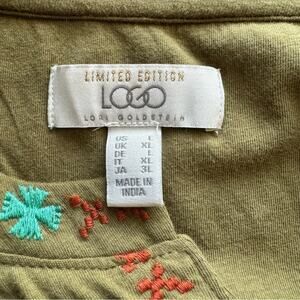 LIMITED EDITION
LOGO
LORI GOLDSTEIN
US L
UK XL
DE L
IT XL
JA 3L
MADE IN
INDIA